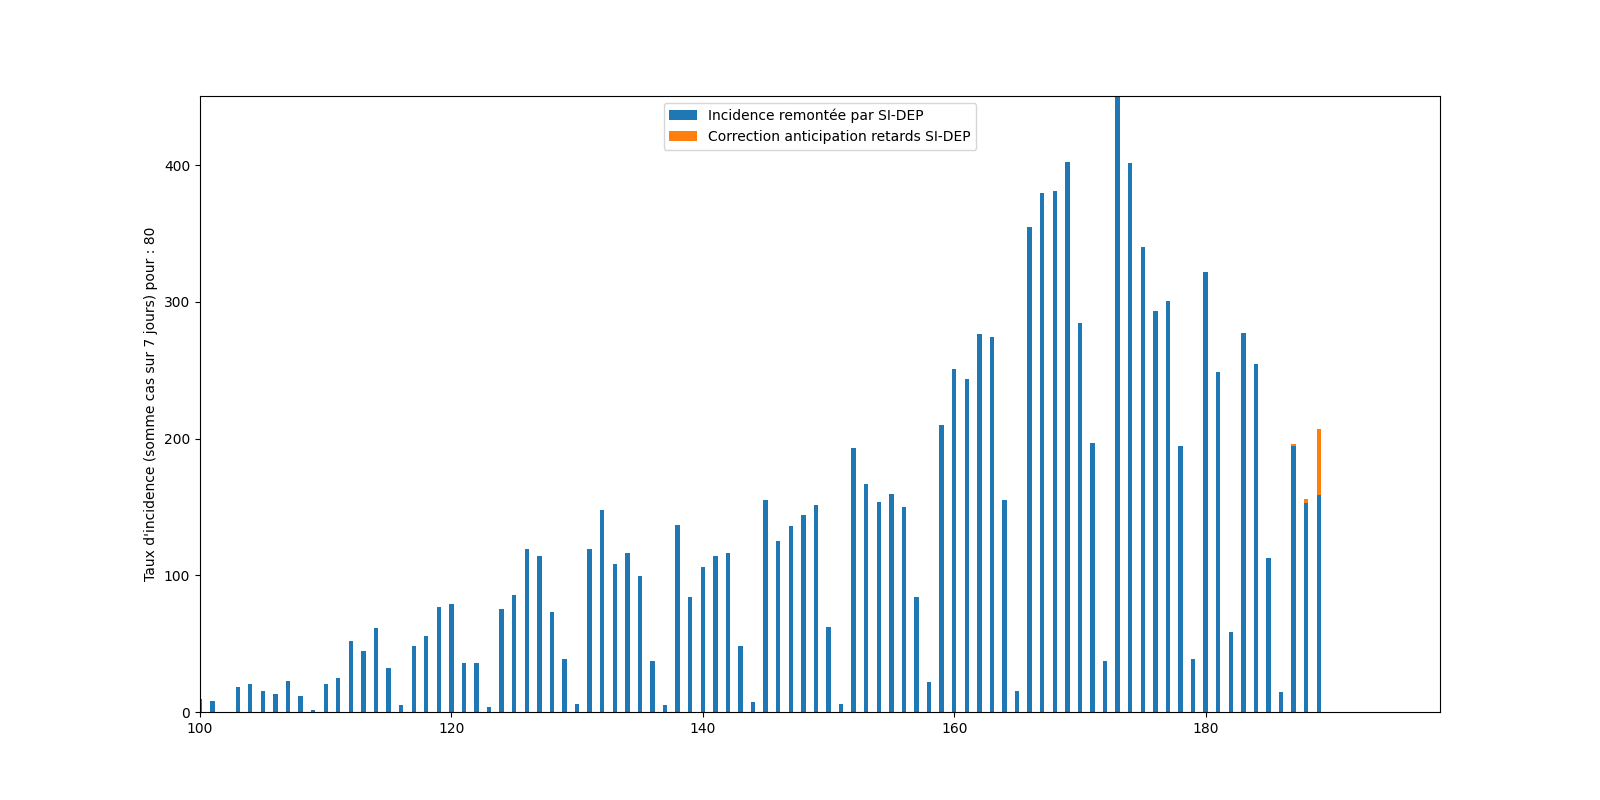 Incidence remontée par SI-DEP
Correction anticipation retards SI-DEP
Taux d'incidence (somme cas sur 7 jours) pour : 80
400
300
200
100
0
100 120 140 160 180